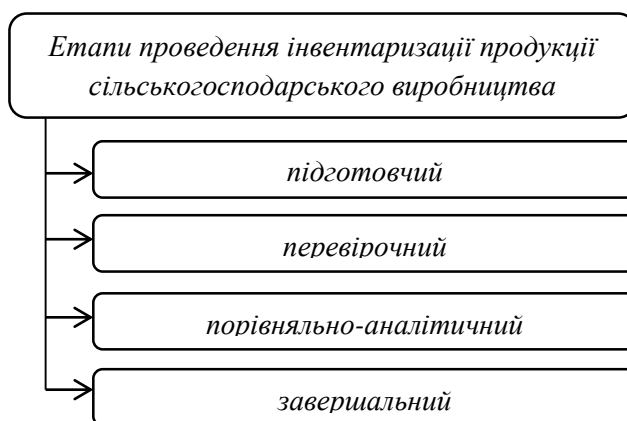 Етапи проведення інвентаризації продукції
сільськогосподарського виробництва
підготовчий
перевірочний
порівняльно-аналітичний
завершальний